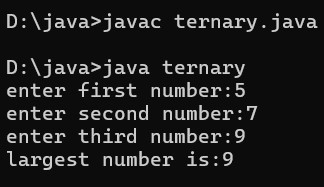 D:\java>javac ternary.java
D:\java>java ternary
enter first number:5
enter second number:7
enter third number:9
largest number is:9